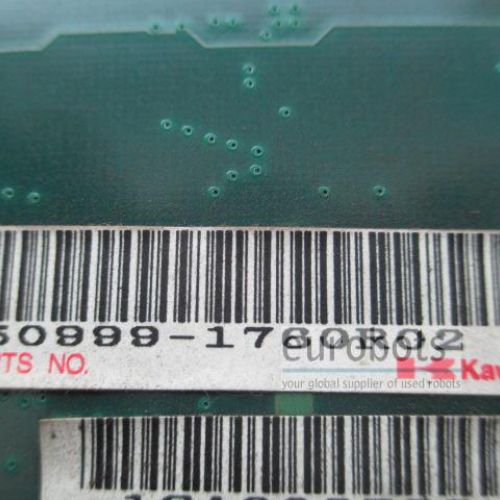 50999-1760R02
TS NO.
Kaw
eurobots
your global supplier of used robots